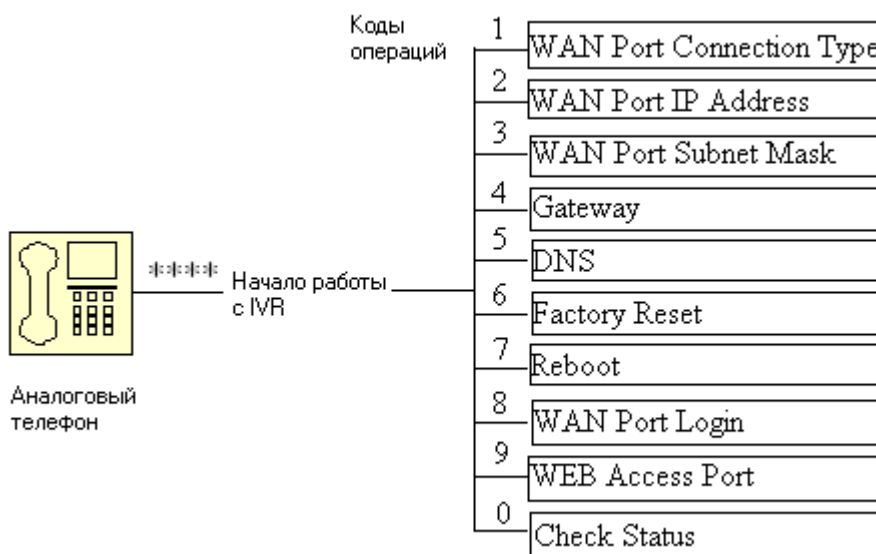 Коды
операций
1
WAN Port Connection Type
2
WAN Port IP Address
3
WAN Port Subnet Mask
4
Gateway
5
DNS
6
Factory Reset
7
Reboot
8
WAN Port Login
9
WEB Access Port
0
Check Status
****
Начало работы
с IVR
Аналоговый
телефон